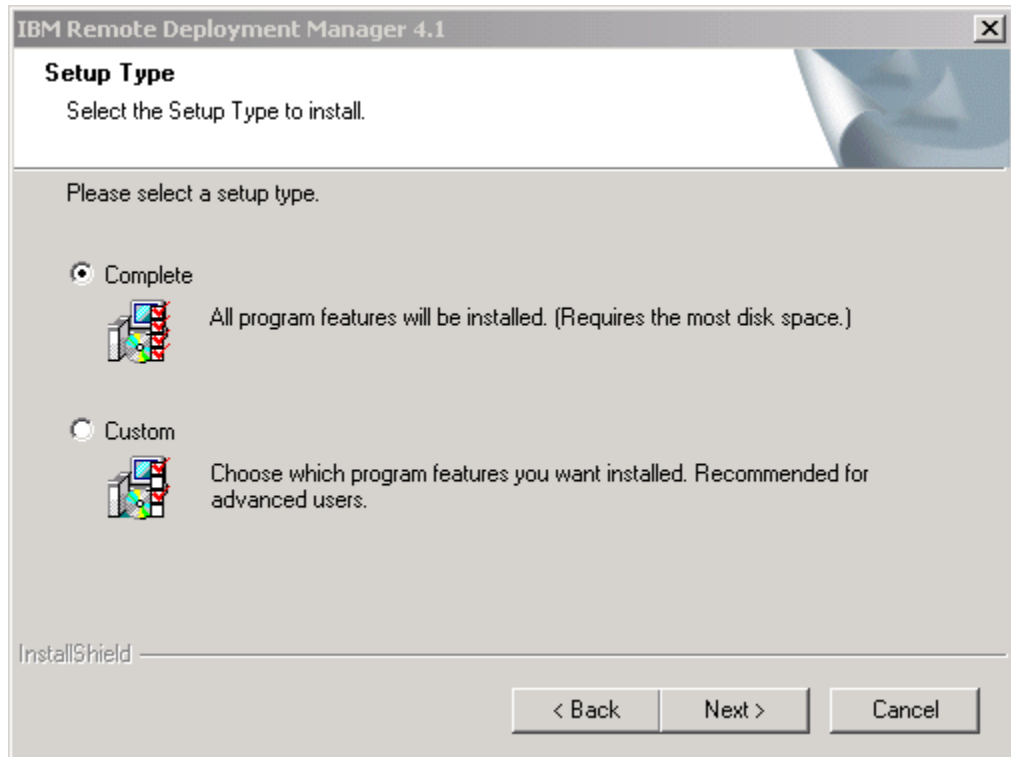 IBM Remote Deployment Manager 4.1
Setup Type
Select the Setup Type to install.
Please select a setup type.
Complete
All program features will be installed. (Requires the most disk space.)
Custom
Choose which program features you want installed. Recommended for
advanced users.
InstallShield
< Back Next > Cancel